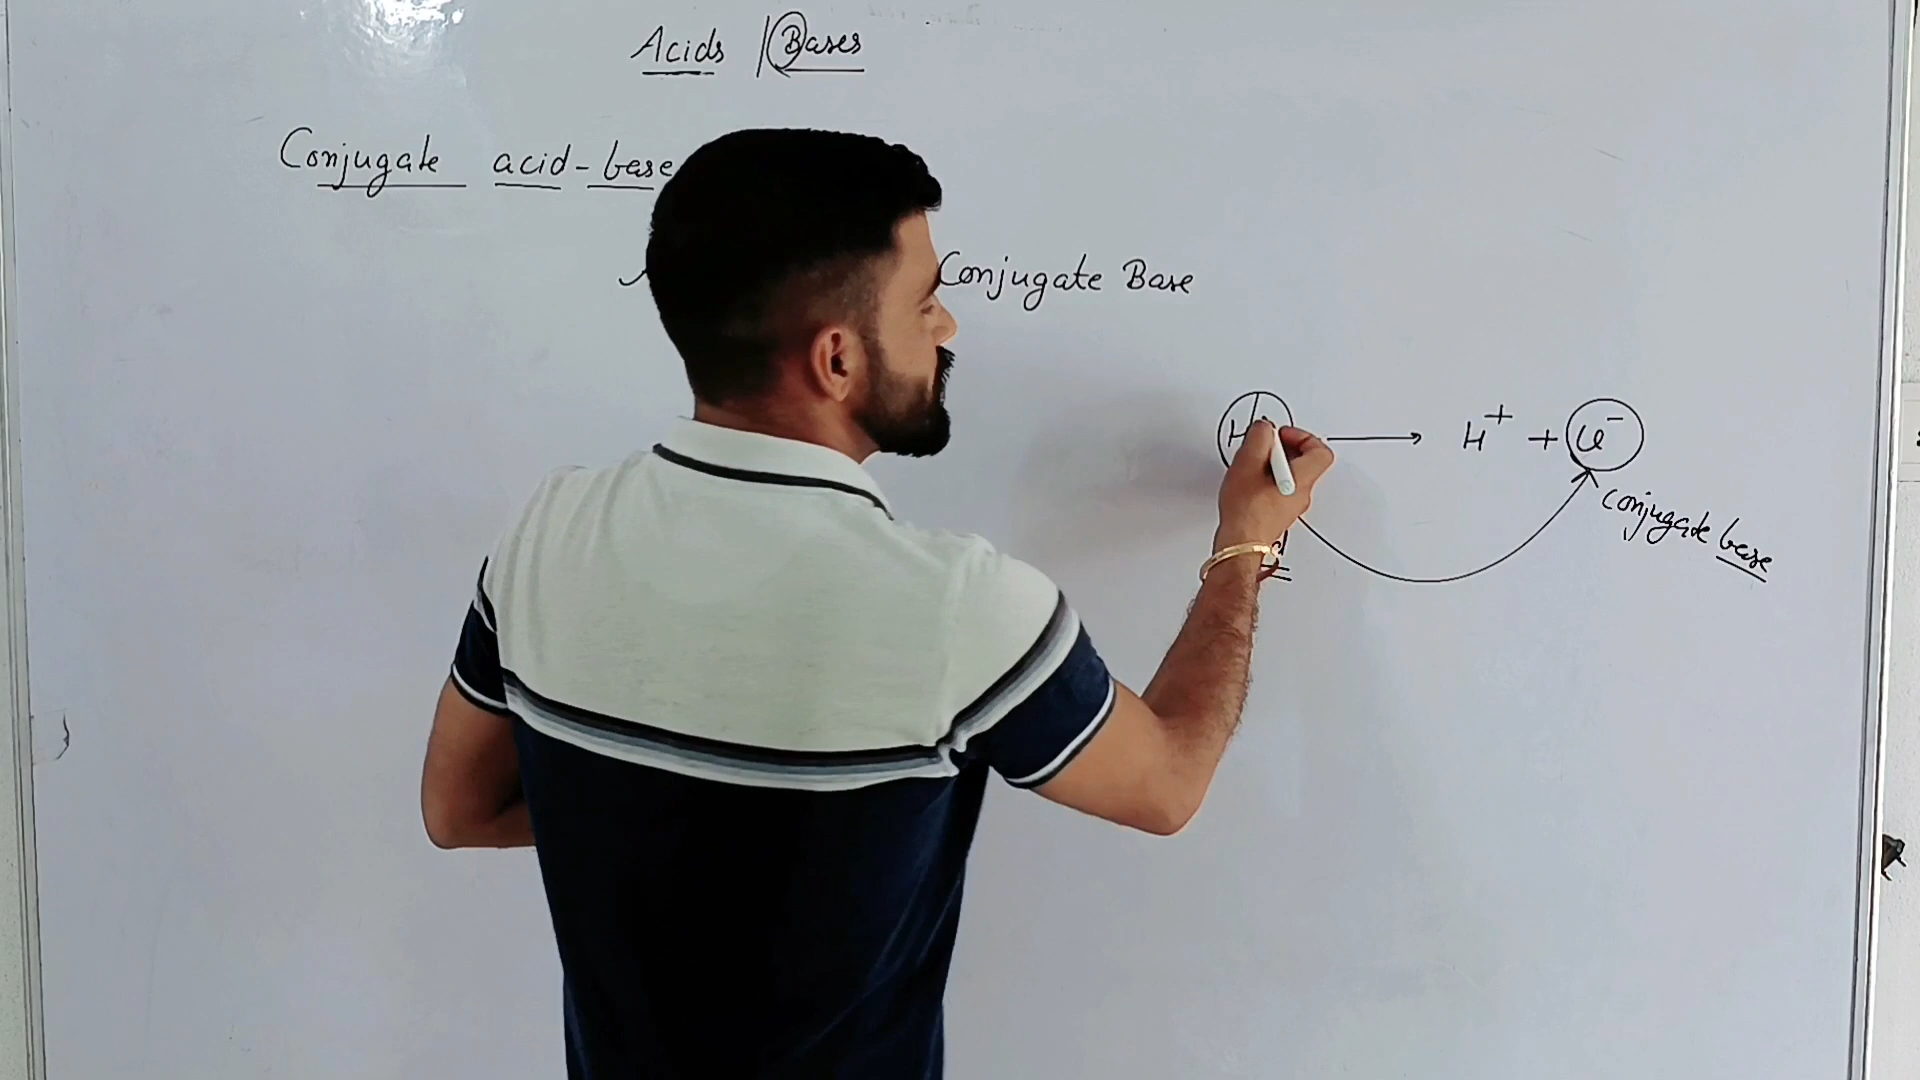 Acids | Bases
Conjugate acid-base
Conjugate Base
H → H⁺ + Cl⁻
Conjugate base